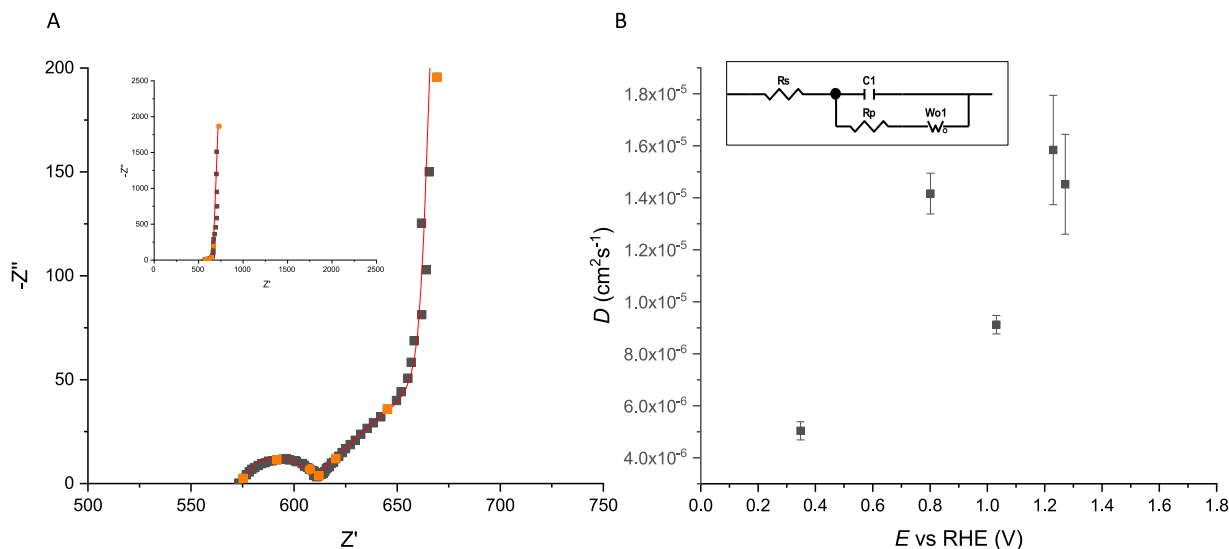 A
B
200
150
100
50
0
500
550
600
650
700
750
-Z''
Z'
2500
2000
1500
1000
500
0
0
500
1000
1500
2000
2500
-Z''
Z'
Rs
C1
Rp
Wo1
1.8x10⁻⁵
1.6x10⁻⁵
1.4x10⁻⁵
1.2x10⁻⁵
1.0x10⁻⁵
8.0x10⁻⁶
6.0x10⁻⁶
4.0x10⁻⁶
D (cm²s⁻¹)
0.0
0.2
0.4
0.6
0.8
1.0
1.2
1.4
1.6
1.8
E vs RHE (V)